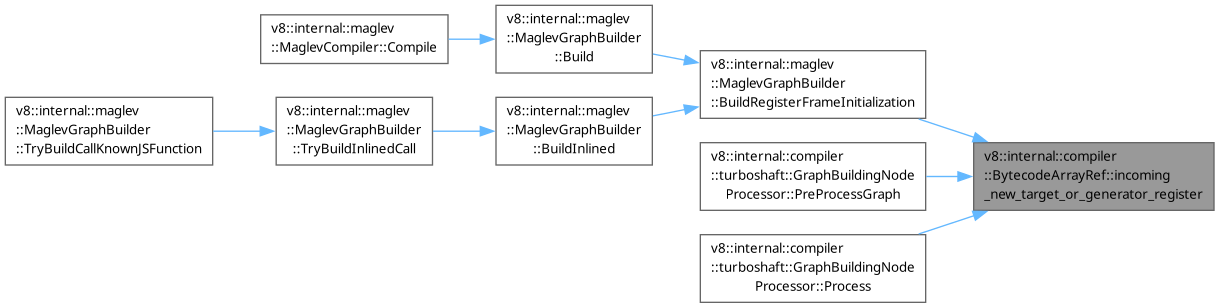 v8::internal::maglev
::MaglevCompiler::Compile
v8::internal::maglev
::MaglevGraphBuilder
::Build
v8::internal::maglev
::MaglevGraphBuilder
::BuildRegisterFrameInitialization
v8::internal::maglev
::MaglevGraphBuilder
::TryBuildCallKnownJSFunction
v8::internal::maglev
::MaglevGraphBuilder
::TryBuildInlinedCall
v8::internal::maglev
::MaglevGraphBuilder
::BuildInlined
v8::internal::compiler
::turboshaft::GraphBuildingNode
Processor::PreProcessGraph
v8::internal::compiler
::BytecodeArrayRef::incoming
_new_target_or_generator_register
v8::internal::compiler
::turboshaft::GraphBuildingNode
Processor::Process